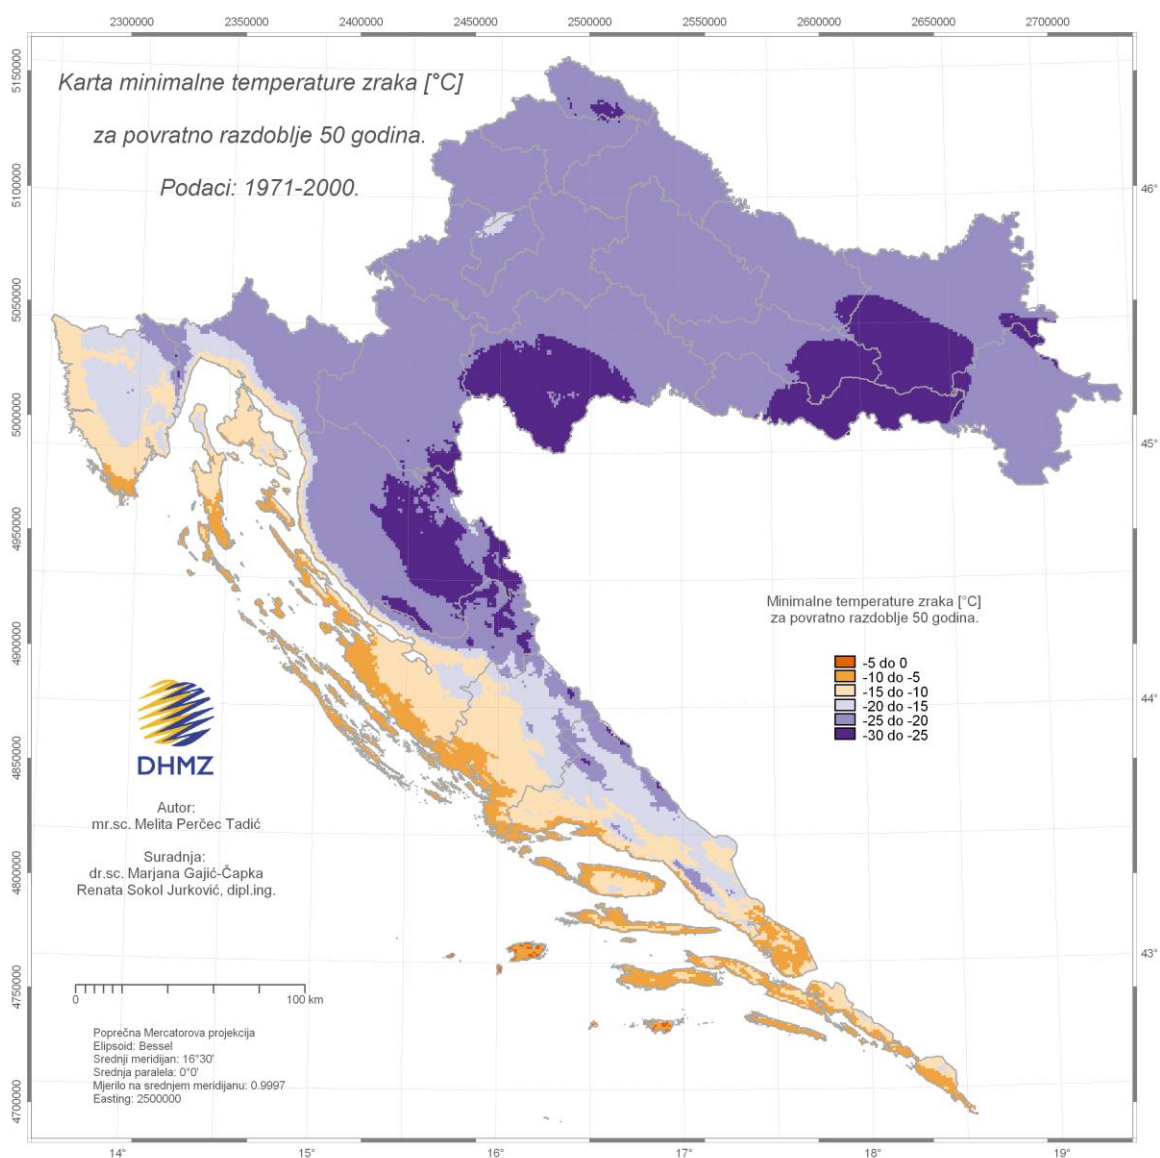 2300000 2350000 2400000 2450000 2500000 2550000 2600000 2650000 2700000
Karta minimalne temperature zraka [°C]
za povratno razdoblje 50 godina.
Podaci: 1971-2000.
5150000
5100000
5050000
5000000
4950000
4900000
4850000
4800000
4750000
4700000
46°
45°
44°
43°
Minimalne temperature zraka [°C]
za povratno razdoblje 50 godina.
-5 do 0
-10 do -5
-15 do -10
-20 do -15
-25 do -20
-30 do -25
DHMZ
Autor:
mr.sc. Melita Perčec Tadić
Suradnja:
dr.sc. Marjana Gajić-Čapka
Renata Sokol Jurković, dipl.ing.
0 100 km
Poprečna Mercatorova projekcija
Elipsoid: Bessel
Srednji meridijan: 16°30'
Srednja paralela: 0°0'
Mjerilo na srednjem meridijanu: 0.9997
Easting: 2500000
14° 15° 16° 17° 18° 19°